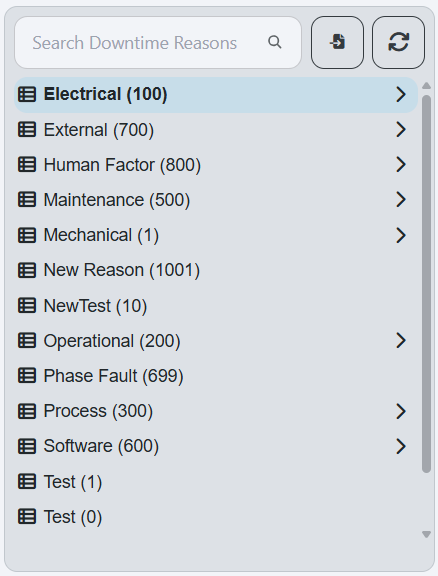 Search Downtime Reasons
Electrical (100)
External (700)
Human Factor (800)
Maintenance (500)
Mechanical (1)
New Reason (1001)
NewTest (10)
Operational (200)
Phase Fault (699)
Process (300)
Software (600)
Test (1)
Test (0)